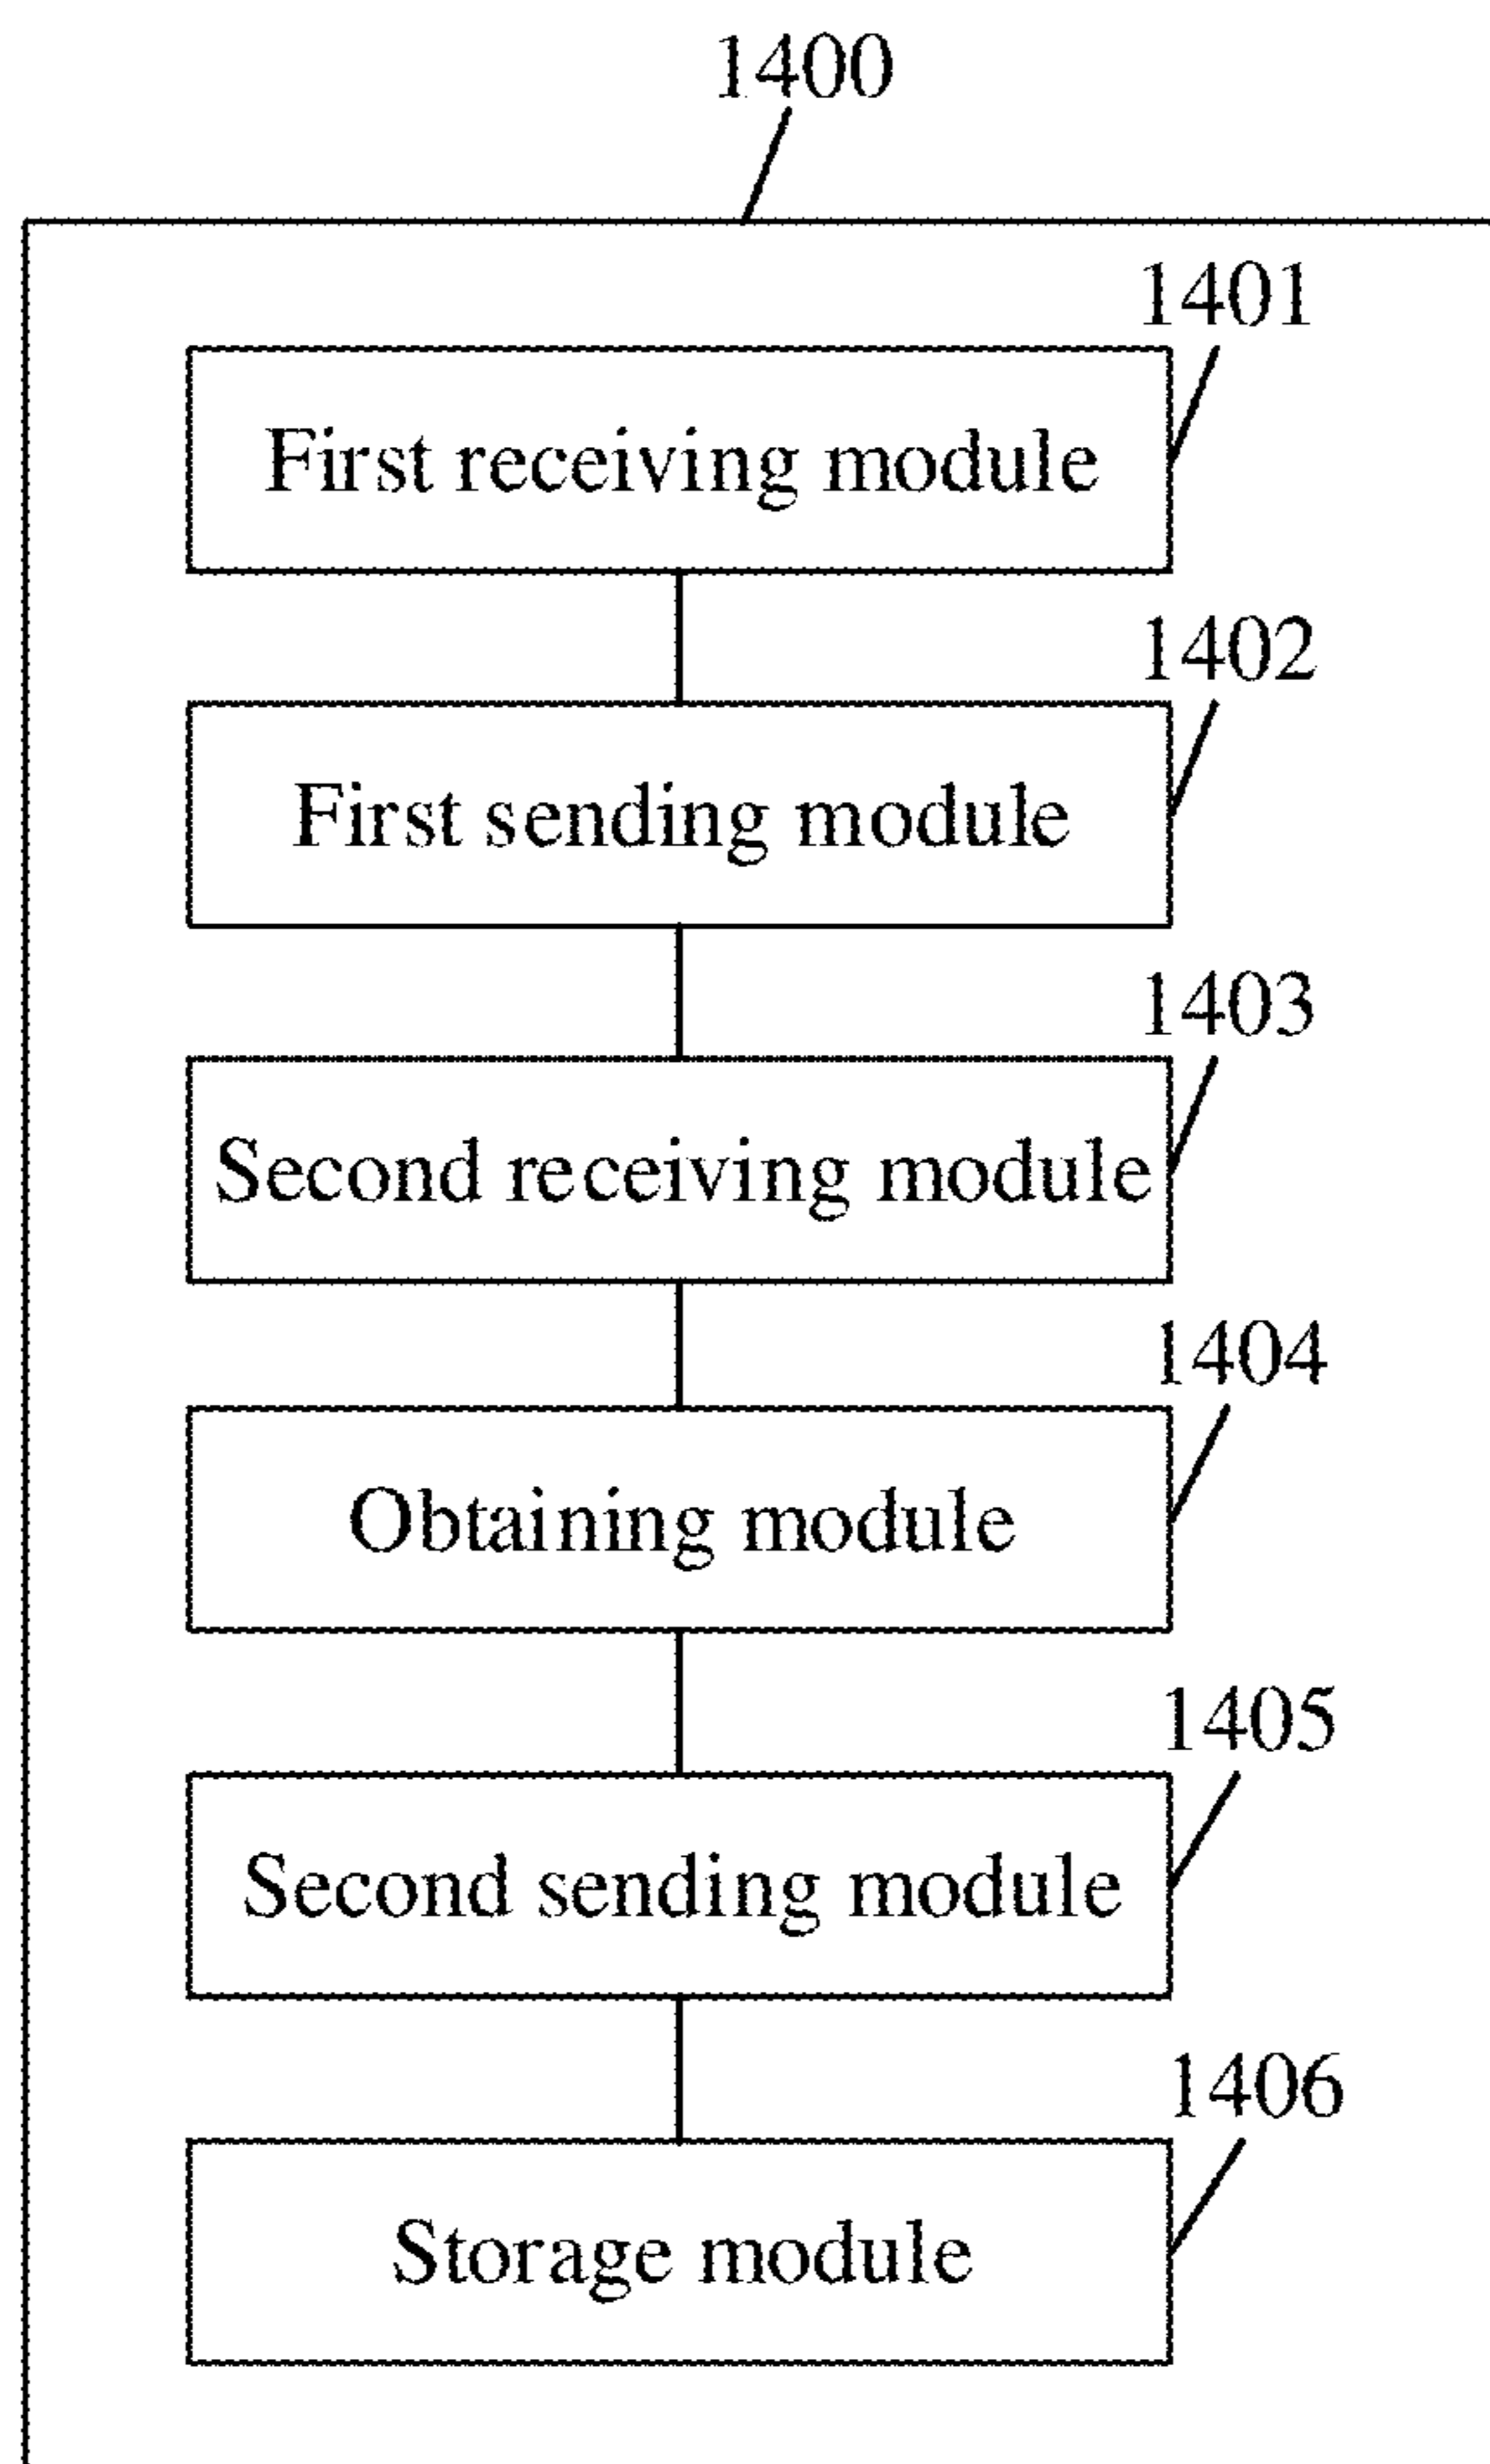 1400
1401
First receiving module
1402
First sending module
1403
Second receiving module
1404
Obtaining module
1405
Second sending module
1406
Storage module